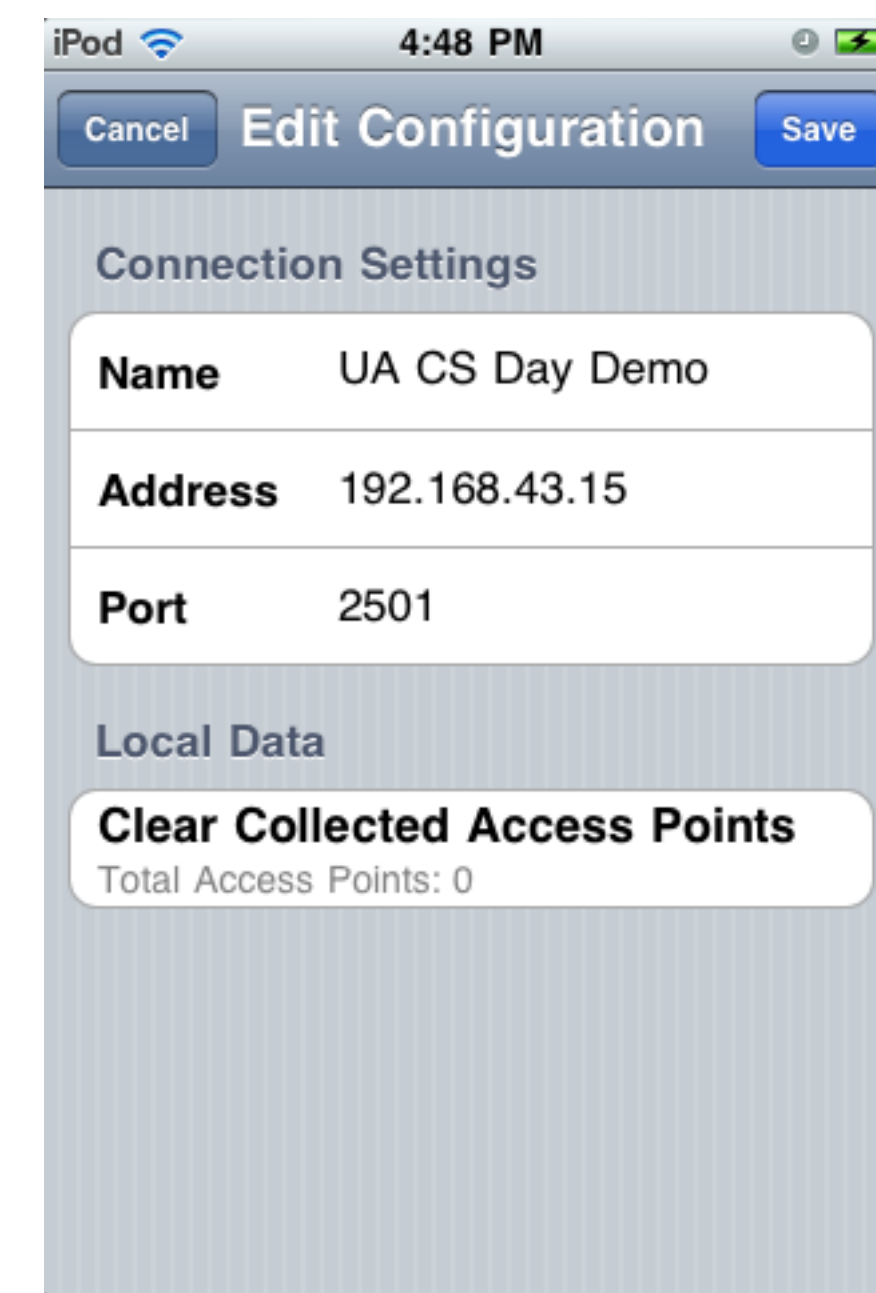 iPod 4:48 PM
Cancel Edit Configuration Save
Connection Settings
Name UA CS Day Demo
Address 192.168.43.15
Port 2501
Local Data
Clear Collected Access Points
Total Access Points: 0